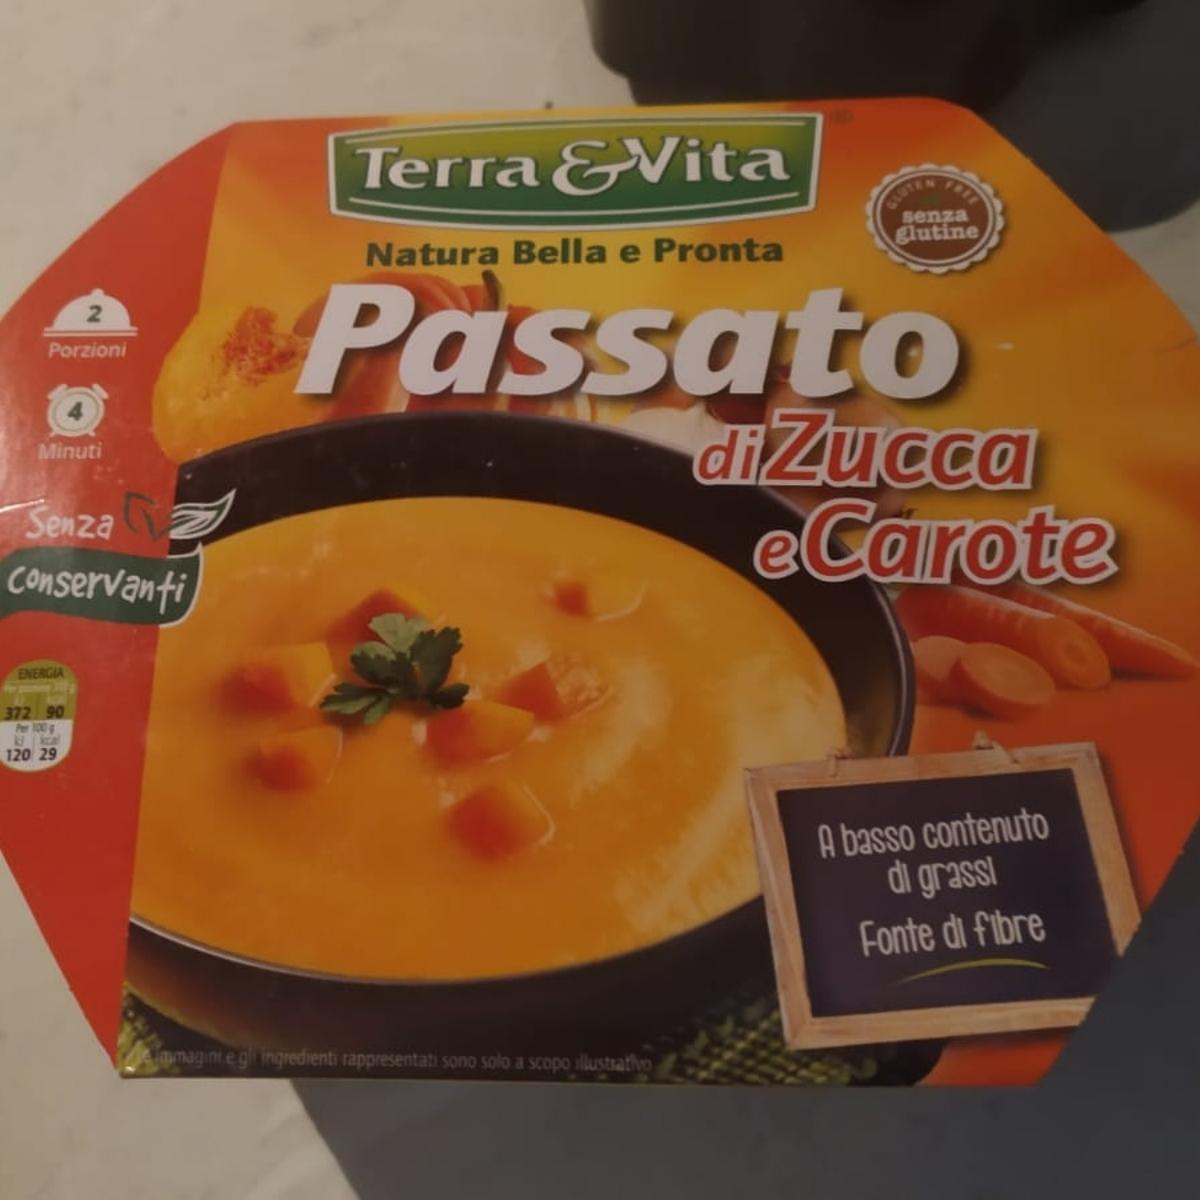 Terra & Vita
Natura Bella e Pronta
GLUTEN FREE
senza
glutine
Passato
di Zucca
e Carote
2
Porzioni
4
Minuti
Senza
conservanti
ENERGIA
372 90
Per 100 g
kJ kcal
120 29
A basso contenuto
di grassi
Fonte di fibre
Le immagini e gli ingredienti rappresentati sono solo a scopo illustrativo